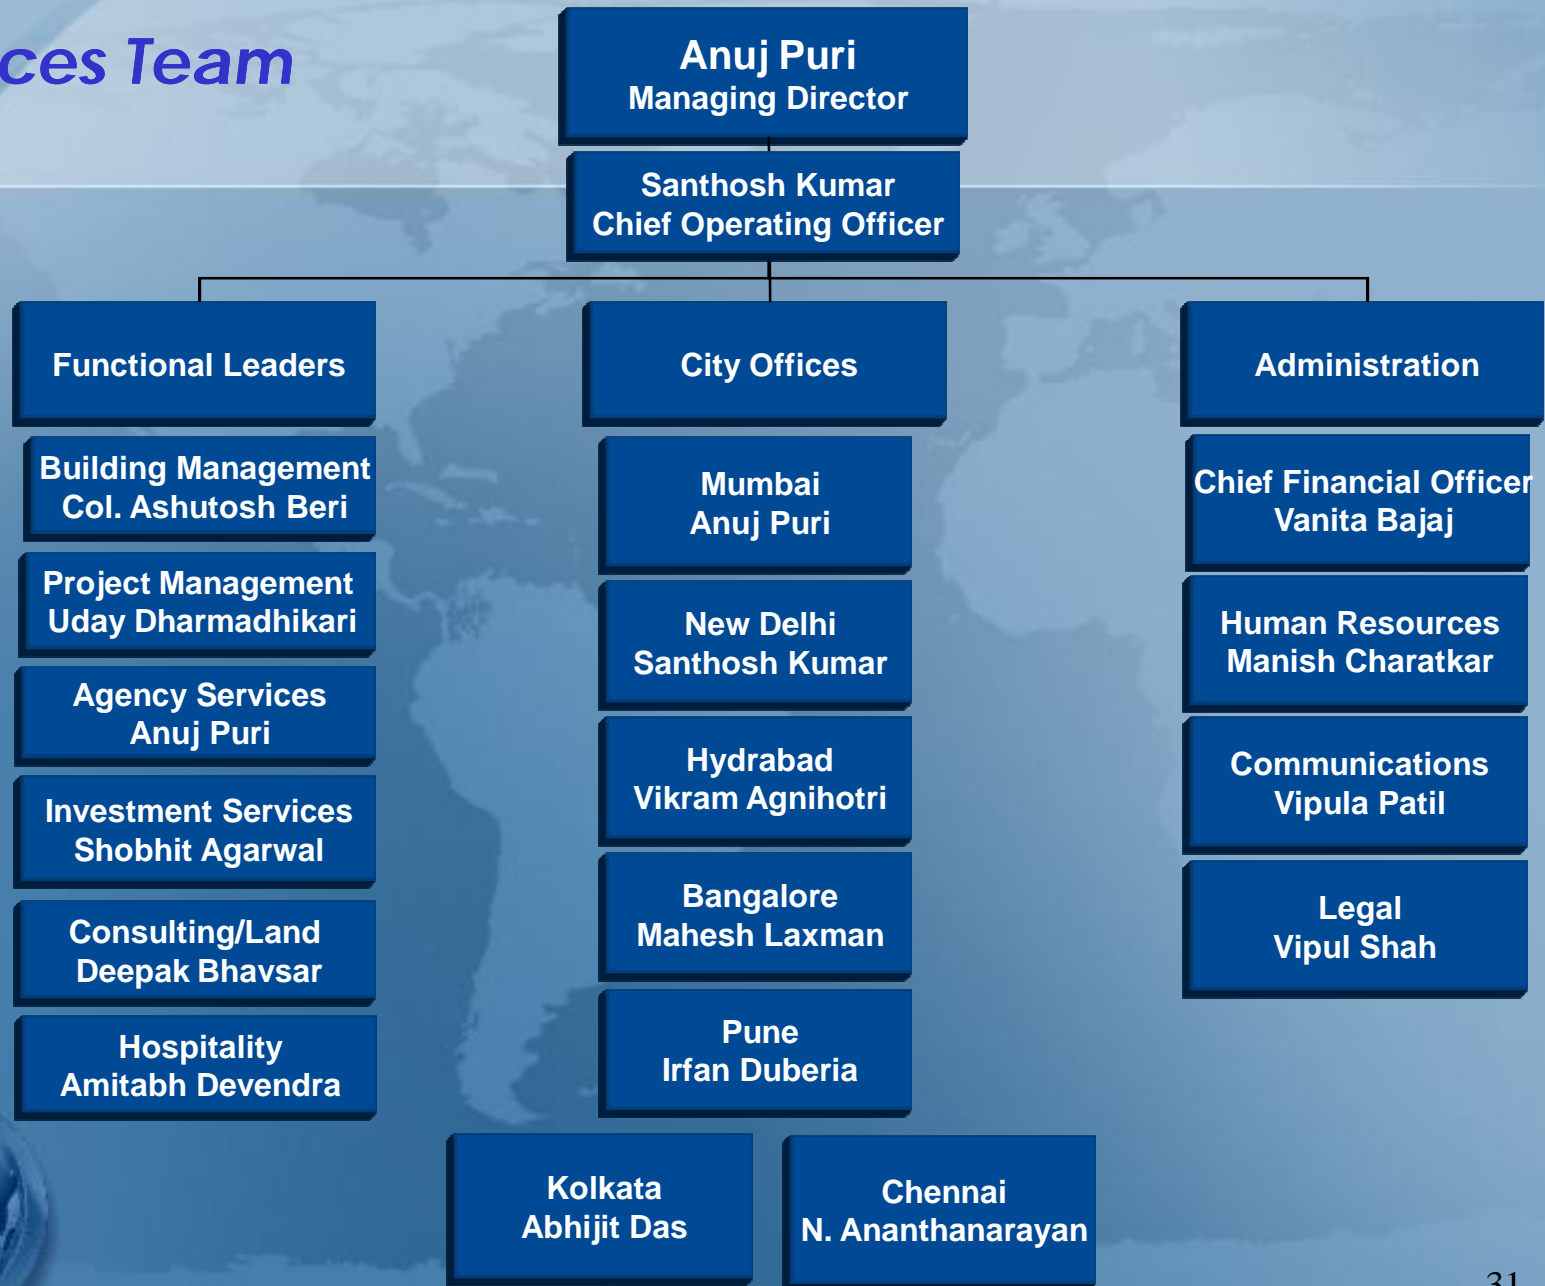 ces Team
Anuj Puri
Managing Director
Santhosh Kumar
Chief Operating Officer
Functional Leaders
City Offices
Administration
Building Management
Col. Ashutosh Beri
Project Management
Uday Dharmadhikari
Agency Services
Anuj Puri
Investment Services
Shobhit Agarwal
Consulting/Land
Deepak Bhavsar
Hospitality
Amitabh Devendra
Mumbai
Anuj Puri
New Delhi
Santhosh Kumar
Hydrabad
Vikram Agnihotri
Bangalore
Mahesh Laxman
Pune
Irfan Duberia
Kolkata
Abhijit Das
Chennai
N. Ananthanarayan
Chief Financial Officer
Vanita Bajaj
Human Resources
Manish Charatkar
Communications
Vipula Patil
Legal
Vipul Shah
31